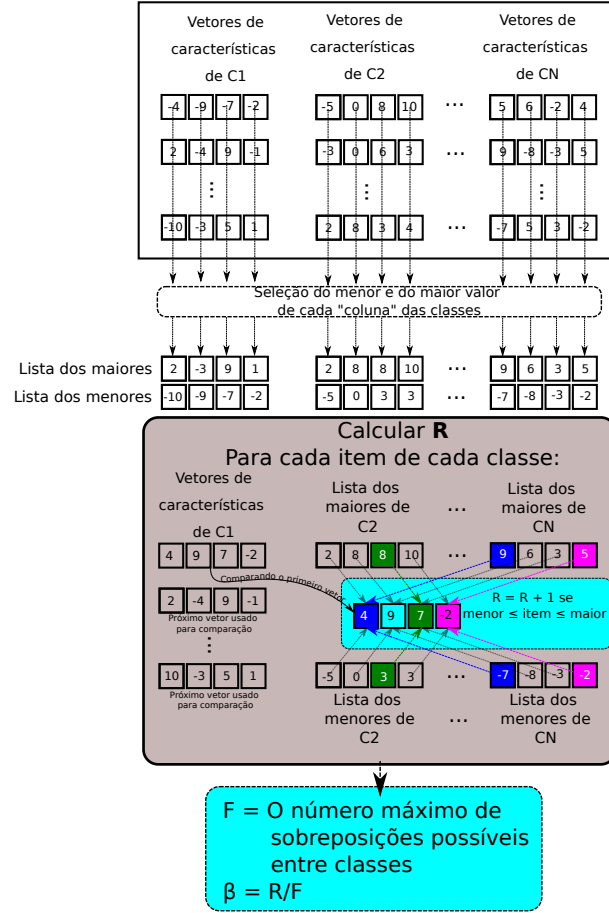 Vetores de
característícas
de C1
Vetores de
característícas
de C2
Vetores de
característícas
de CN
-4 -9 -7 -2
-5 0 8 10
...
5 6 -2 4
2 -4 9 -1
-3 0 6 3
...
9 -8 -3 5
...
...
...
-10 -3 5 1
2 8 3 4
...
-7 5 3 -2
Seleção do menor e do maior valor
de cada "coluna" das classes
Lista dos maiores
2 -3 9 1
2 8 8 10
...
9 6 3 5
Lista dos menores
-10 -9 -7 -2
-5 0 3 3
...
-7 -8 -3 -2
Calcular R
Para cada item de cada classe:
Vetores de
característícas
de C1
Lista dos
maiores de
C2
...
Lista dos
maiores de
CN
4 9 7 -2
2 8 8 10
...
9 6 3 5
Comparando o primeiro vetor
R = R + 1 se
menor ≤ item ≤ maior
4 9 7 -2
2 -4 9 -1
Próximo vetor usado
para comparação
...
10 -3 5 1
Próximo vetor usado
para comparação
-5 0 3 3
...
-7 -8 -3 -2
Lista dos
menores de
C2
...
Lista dos
menores de
CN
F = O número máximo de
sobreposições possíveis
entre classes
β = R/F